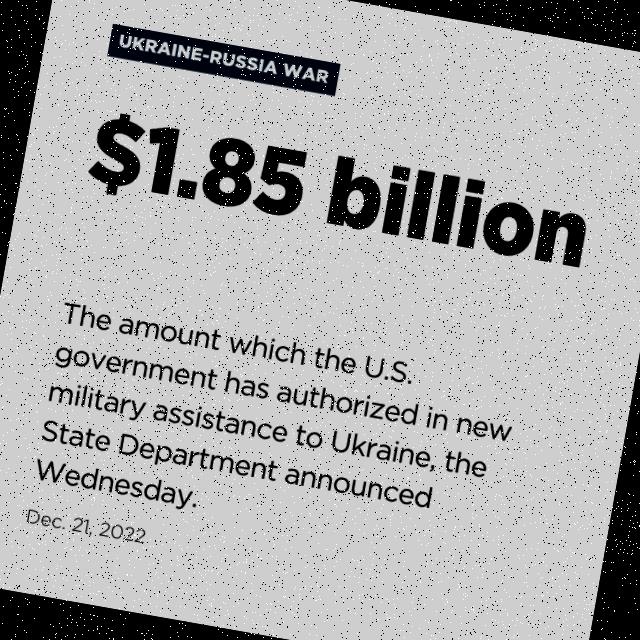 UKRAINE-RUSSIA WAR
$1.85 billion
The amount which the U.S.
government has authorized in new
military assistance to Ukraine, the
State Department announced
Wednesday.
Dec. 21, 2022